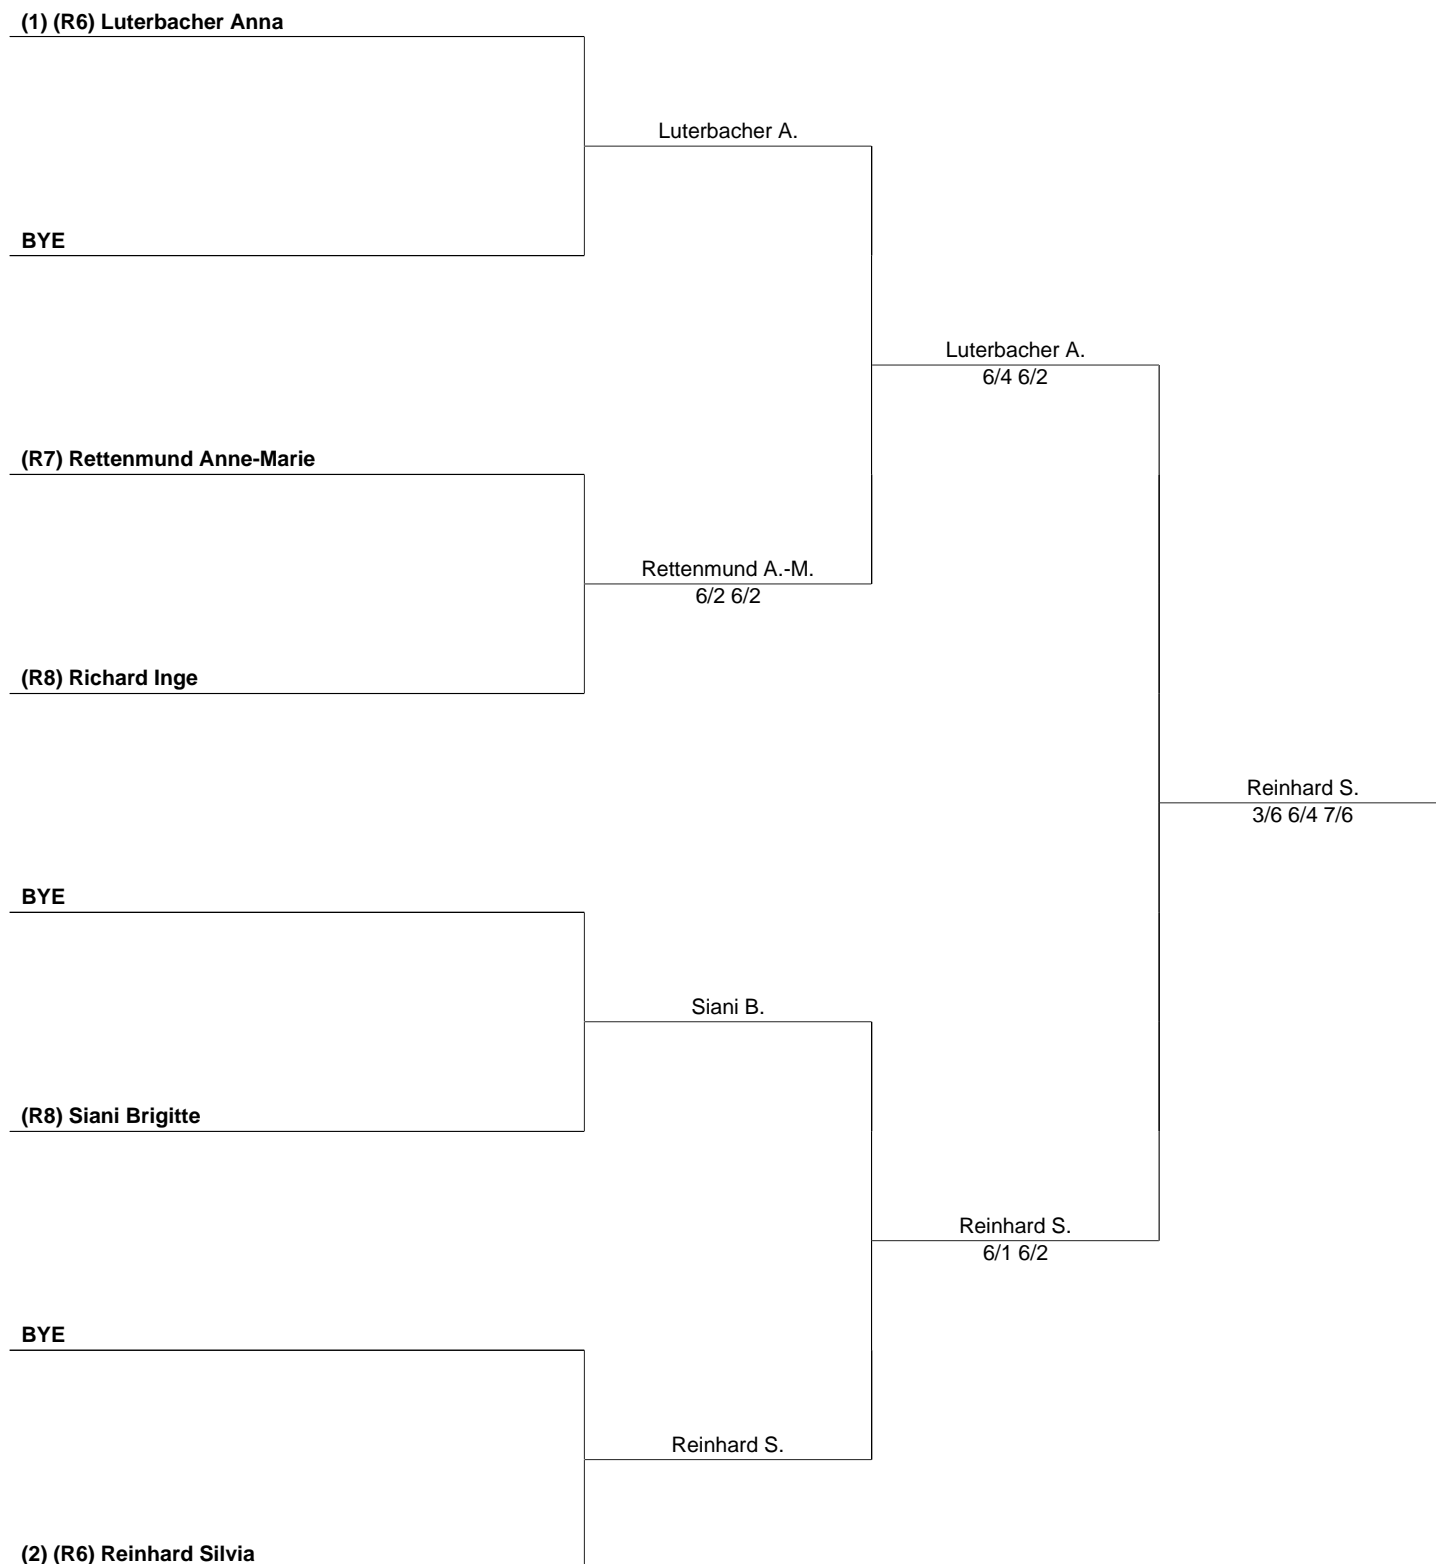 (1) (R6) Luterbacher Anna
Luterbacher A.
BYE
Luterbacher A.
6/4 6/2
(R7) Rettenmund Anne-Marie
Rettenmund A.-M.
6/2 6/2
(R8) Richard Inge
Reinhard S.
3/6 6/4 7/6
BYE
Siani B.
(R8) Siani Brigitte
Reinhard S.
6/1 6/2
BYE
Reinhard S.
(2) (R6) Reinhard Silvia